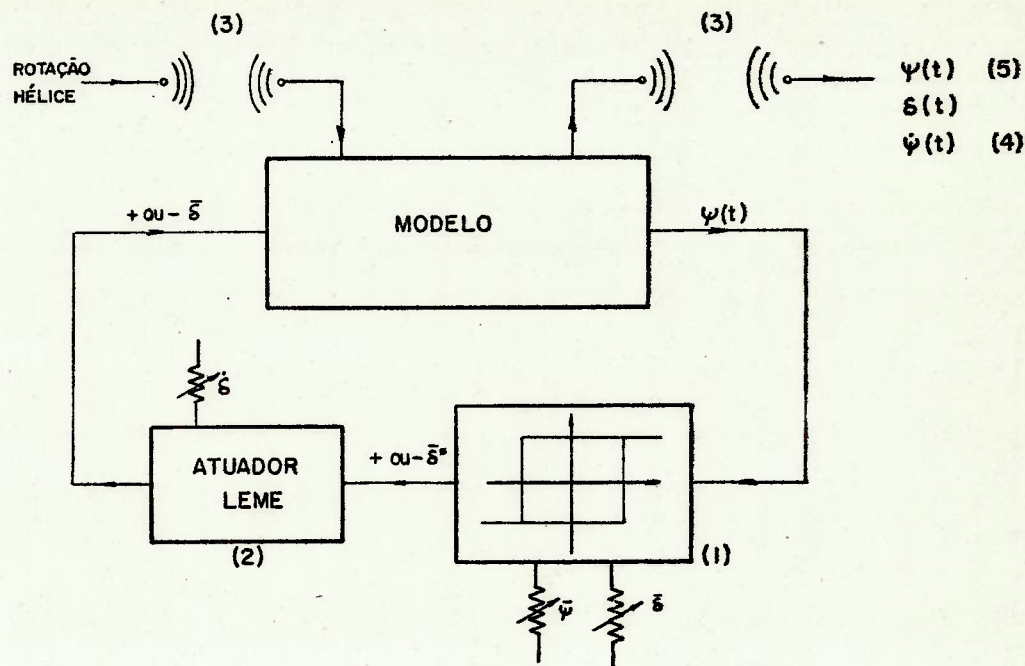 (3)
(3)
ROTAÇÃO
HÉLICE
ψ(t) (5)
δ(t)
ψ̇(t) (4)
+ ou - δ̄
MODELO
ψ(t)
δ̇
ATUADOR
LEME
(2)
+ ou - δ̄*
(1)
ψ̄
δ̄